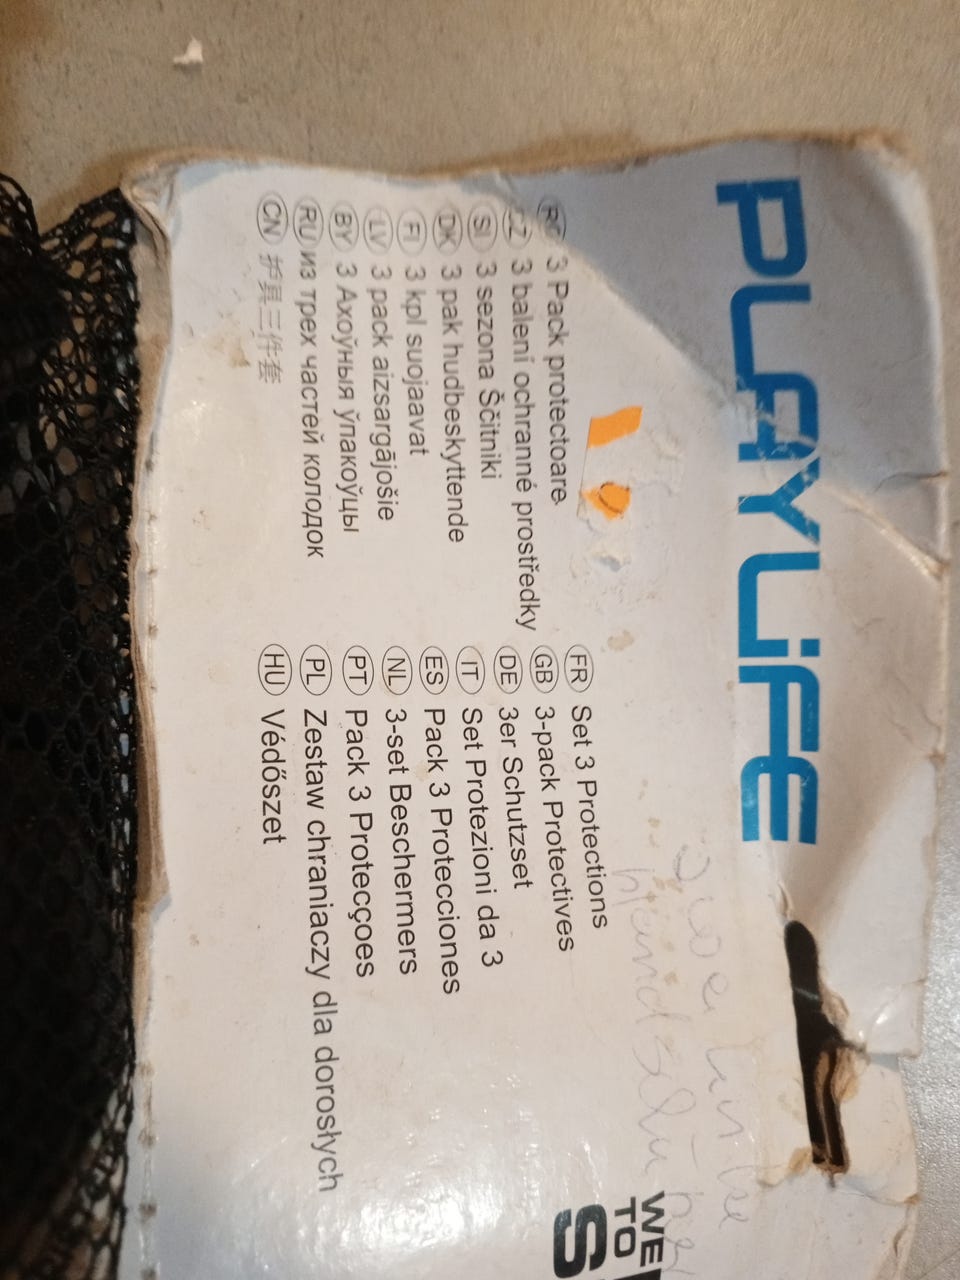 PLAYLIFE
FR Set 3 Protections
GB 3-pack Protectives
DE 3er Schutzset
IT Set Protezioni da 3
ES Pack 3 Protecciones
NL 3-set Beschermers
PT Pack 3 Protecçoes
PL Zestaw chraniaczy dla dorosłych
HU Védőszet
RO 3 Pack protectoare
CZ 3 balení ochranné prostředky
SI 3 sezona Ščitniki
DK 3 pak hudbeskyttende
FI 3 kpl suojaavat
LV 3 pack aizsargājošie
BY 3 Ахоўныя ўпакоўцы
RU из трех частей колодок
CN 护具三件套
WE
TO
S